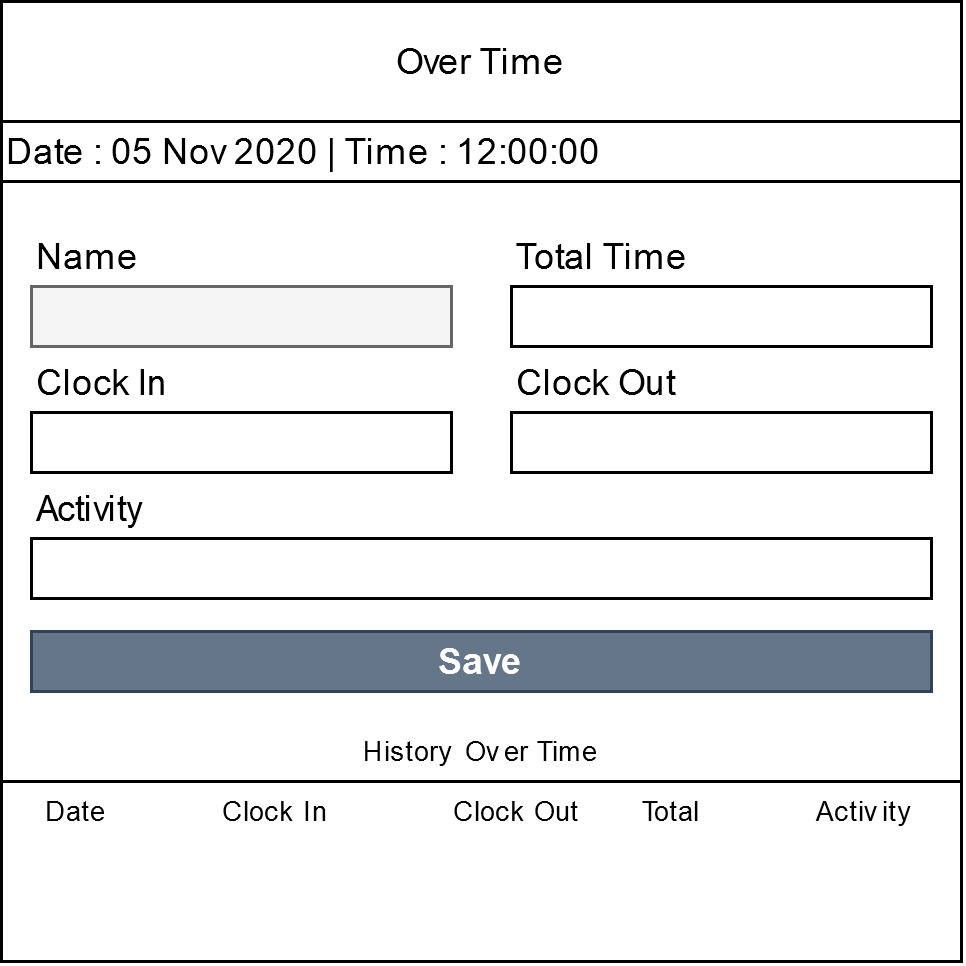 Over Time
Date : 05 Nov 2020 | Time : 12:00:00
Name Total Time
Clock In Clock Out
Activity
Save
History Over Time
Date Clock In Clock Out Total Activity